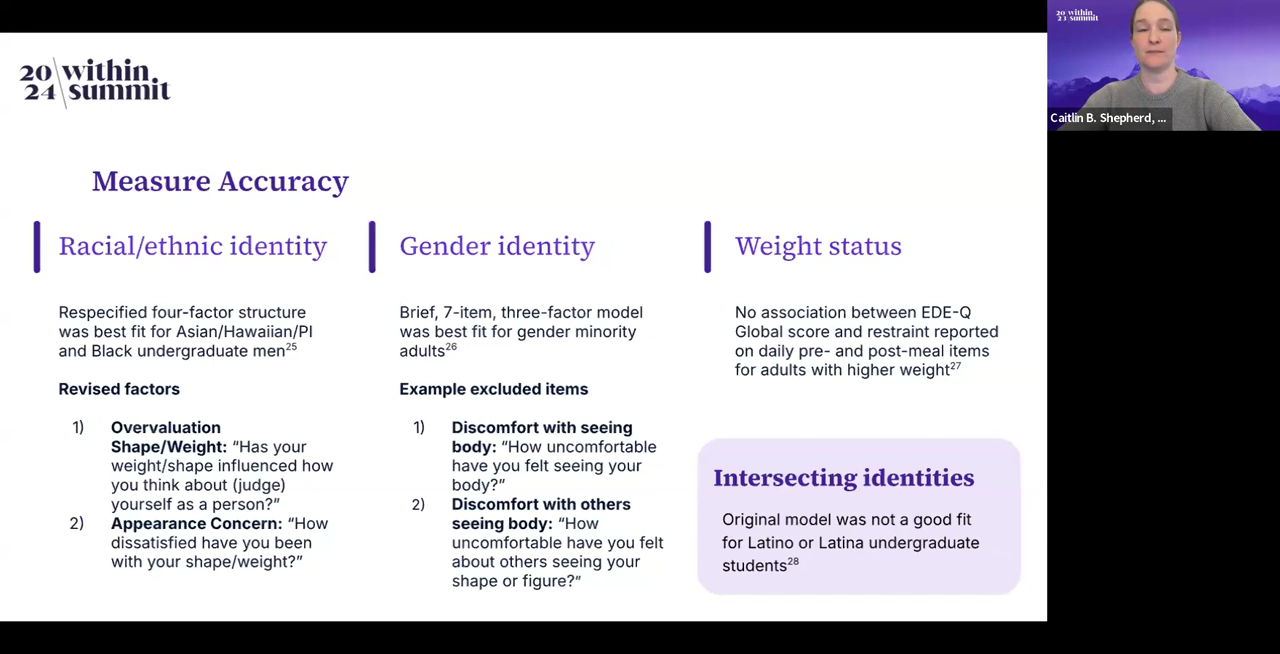 20 within
24 summit
Measure Accuracy
Racial/ethnic identity
Respecified four-factor structure
was best fit for Asian/Hawaiian/PI
and Black undergraduate men25
Revised factors
1) Overvaluation
Shape/Weight: “Has your
weight/shape influenced how
you think about (judge)
yourself as a person?”
2) Appearance Concern: “How
dissatisfied have you been
with your shape/weight?”
Gender identity
Brief, 7-item, three-factor model
was best fit for gender minority
adults26
Example excluded items
1) Discomfort with seeing
body: “How uncomfortable
have you felt seeing your
body?”
2) Discomfort with others
seeing body: “How
uncomfortable have you felt
about others seeing your
shape or figure?”
Weight status
No association between EDE-Q
Global score and restraint reported
on daily pre- and post-meal items
for adults with higher weight27
Intersecting identities
Original model was not a good fit
for Latino or Latina undergraduate
students28
20 within
24 summit
Caitlin B. Shepherd, ...